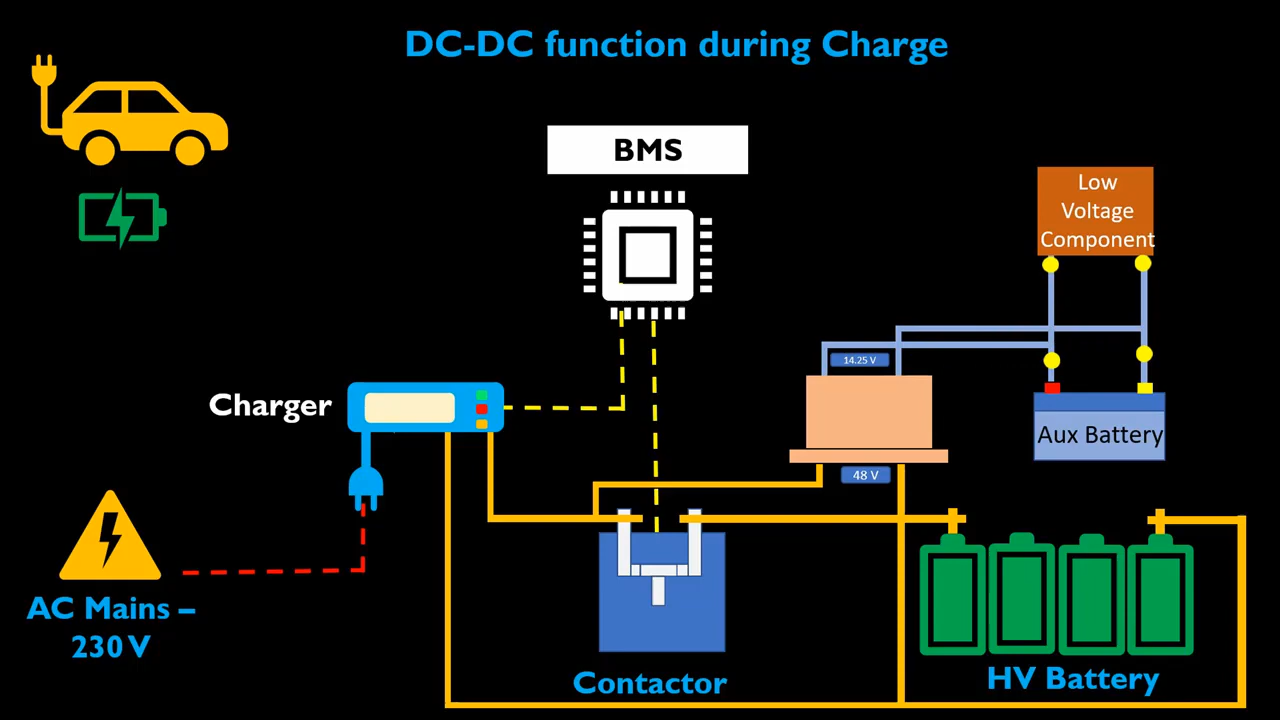 DC-DC function during Charge
BMS
Low
Voltage
Component
14.25 V
Charger
Aux Battery
48 V
AC Mains –
230 V
Contactor
HV Battery